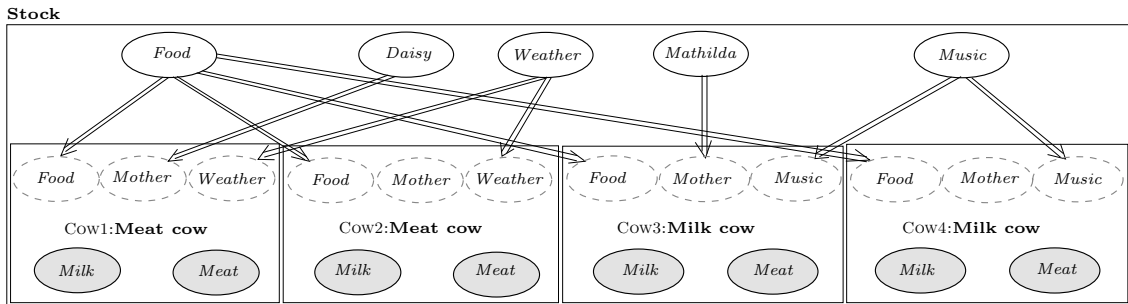 Stock
Food Daisy Weather Mathilda Music
Food Mother Weather Food Mother Weather Food Mother Music Food Mother Music
Cow1:Meat cow Cow2:Meat cow Cow3:Milk cow Cow4:Milk cow
Milk Meat Milk Meat Milk Meat Milk Meat